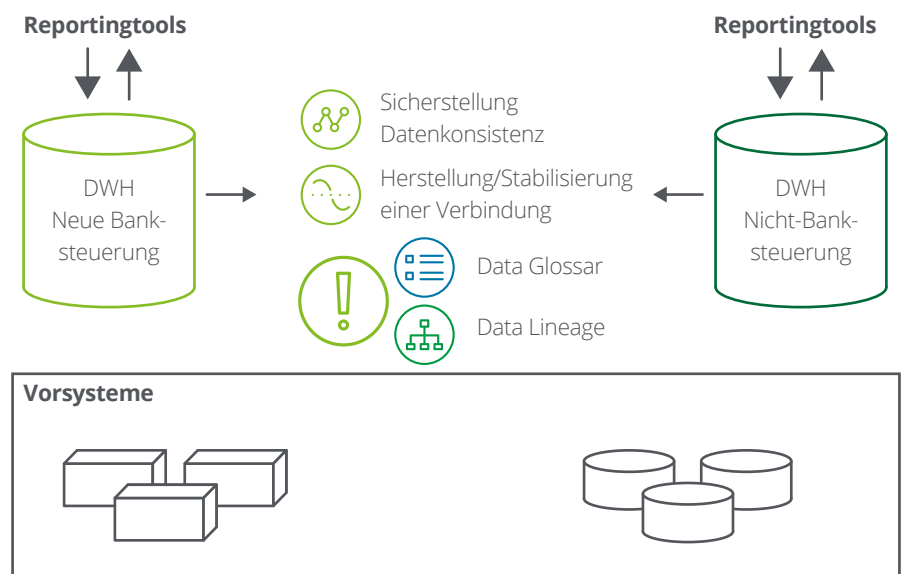 Reportingtools
Reportingtools
DWH
Neue Bank-
steuerung
Sicherstellung
Datenkonsistenz
Herstellung/Stabilisierung
einer Verbindung
Data Glossar
Data Lineage
DWH
Nicht-Bank-
steuerung
Vorsysteme